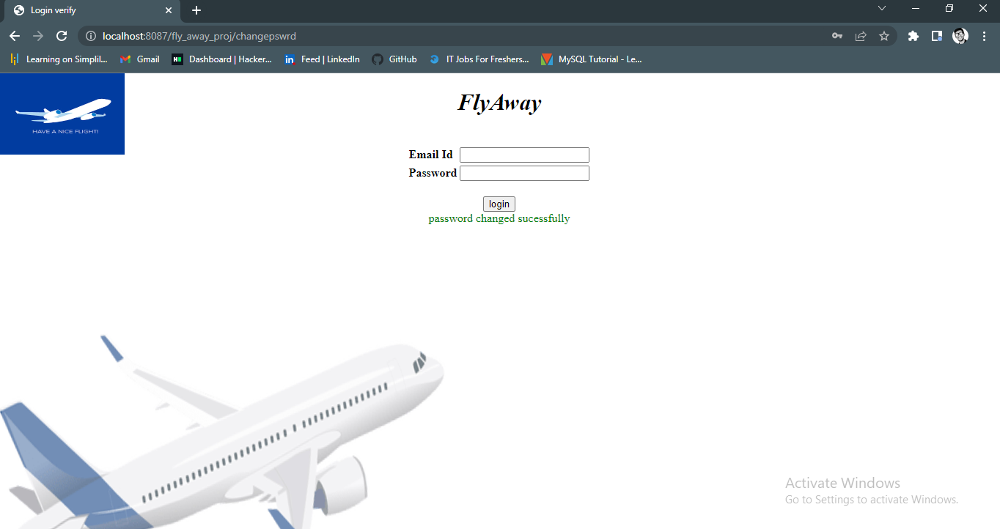 Login verify
localhost:8087/fly_away_proj/changepswrd
Learning on Simplil... Gmail Dashboard | Hacker... Feed | LinkedIn GitHub IT Jobs For Freshers... MySQL Tutorial - Le...
HAVE A NICE FLIGHT!
FlyAway
Email Id
Password
login
password changed sucessfully
Activate Windows
Go to Settings to activate Windows.